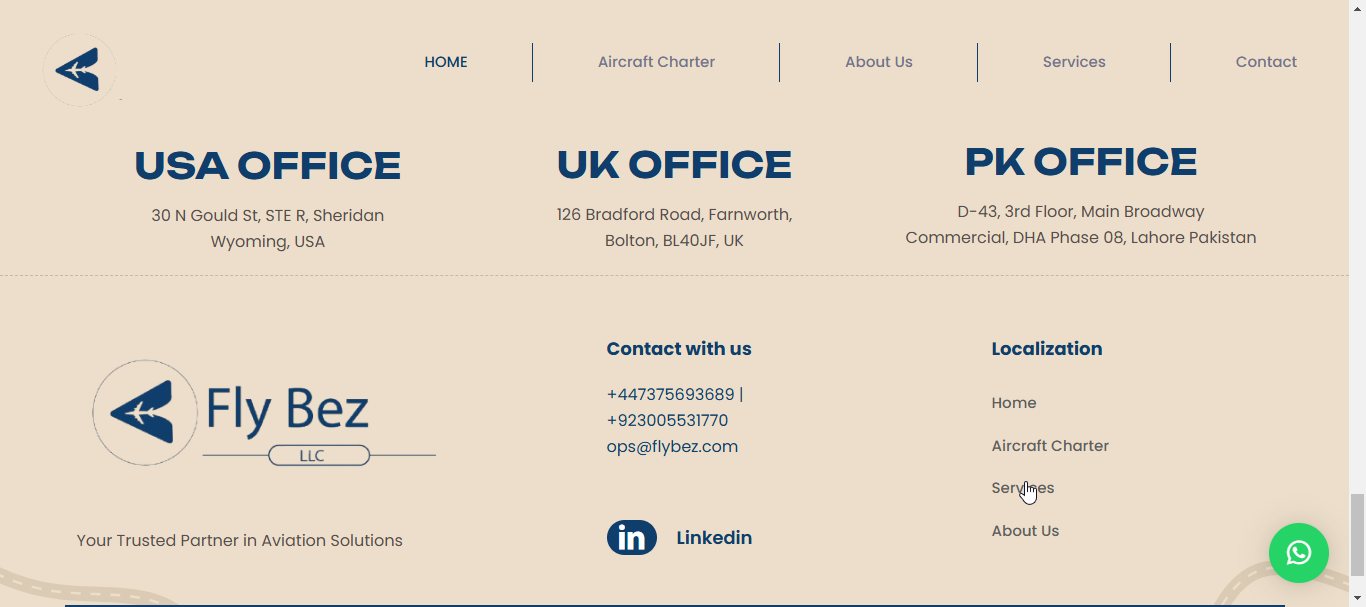 HOME
Aircraft Charter
About Us
Services
Contact
USA OFFICE
30 N Gould St, STE R, Sheridan
Wyoming, USA
UK OFFICE
126 Bradford Road, Farnworth,
Bolton, BL40JF, UK
PK OFFICE
D-43, 3rd Floor, Main Broadway
Commercial, DHA Phase 08, Lahore Pakistan
Fly Bez
LLC
Your Trusted Partner in Aviation Solutions
Contact with us
+447375693689 |
+923005531770
ops@flybez.com
in
Linkedin
Localization
Home
Aircraft Charter
Services
About Us